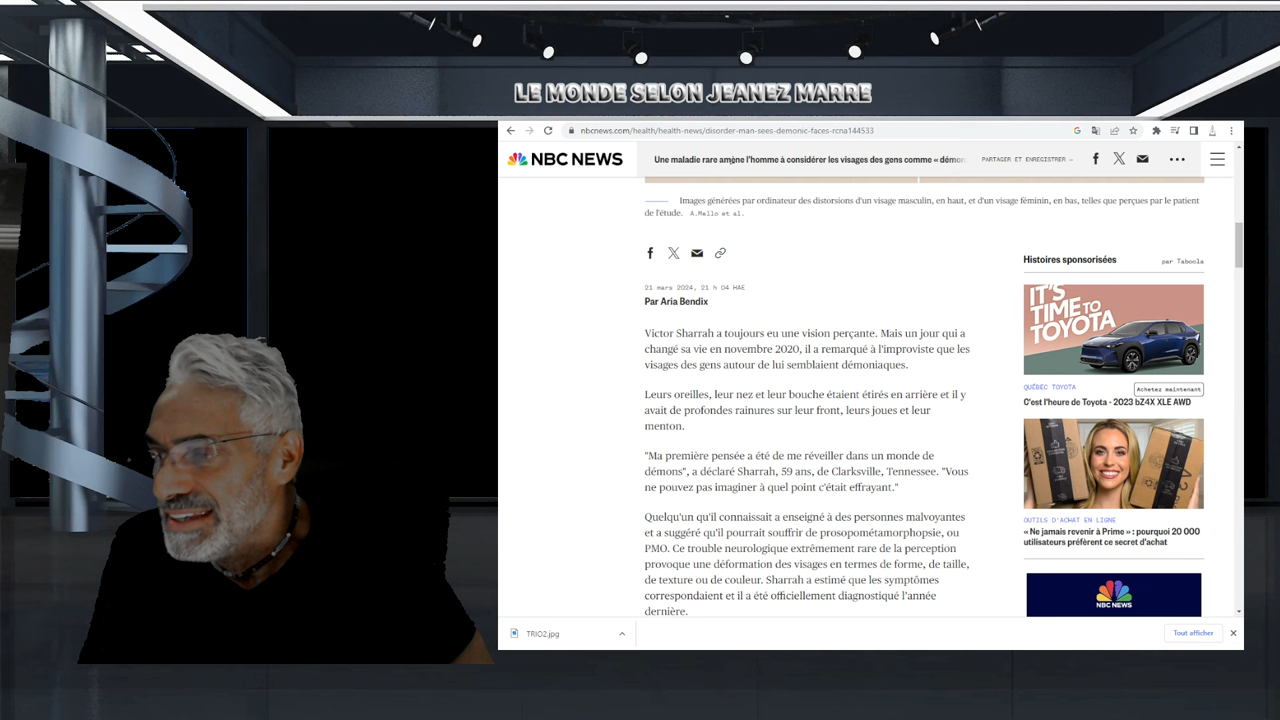 LE MONDE SELON JEANEZ MARRE
nbcnews.com/health/health-news/disorder-man-sees-demonic-faces-rcna144533
NBC NEWS
Une maladie rare amène l'homme à considérer les visages des gens comme « démon
PARTAGER ET ENREGISTRER —
Images générées par ordinateur des distorsions d'un visage masculin, en haut, et d'un visage féminin, en bas, telles que perçues par le patient
de l'étude. A.Mello et al.
21 mars 2024, 21 h 04 HAE
Par Aria Bendix
Victor Sharrah a toujours eu une vision perçante. Mais un jour qui a
changé sa vie en novembre 2020, il a remarqué à l'improviste que les
visages des gens autour de lui semblaient démoniaques.
Leurs oreilles, leur nez et leur bouche étaient étirés en arrière et il y
avait de profondes rainures sur leur front, leurs joues et leur
menton.
"Ma première pensée a été de me réveiller dans un monde de
démons", a déclaré Sharrah, 59 ans, de Clarksville, Tennessee. "Vous
ne pouvez pas imaginer à quel point c'était effrayant."
Quelqu'un qu'il connaissait a enseigné à des personnes malvoyantes
et a suggéré qu'il pourrait souffrir de prosopométamorphopsie, ou
PMO. Ce trouble neurologique extrêmement rare de la perception
provoque une déformation des visages en termes de forme, de taille,
de texture ou de couleur. Sharrah a estimé que les symptômes
correspondaient et il a été officiellement diagnostiqué l'année
dernière.
Histoires sponsorisées
par Taboola
IT'S
TIME TO
TOYOTA
QUÉBEC TOYOTA
Achetez maintenant
C'est l'heure de Toyota - 2023 bZ4X XLE AWD
OUTILS D'ACHAT EN LIGNE
« Ne jamais revenir à Prime » : pourquoi 20 000
utilisateurs préfèrent ce secret d'achat
NBC NEWS
TRIO2.jpg
Tout afficher